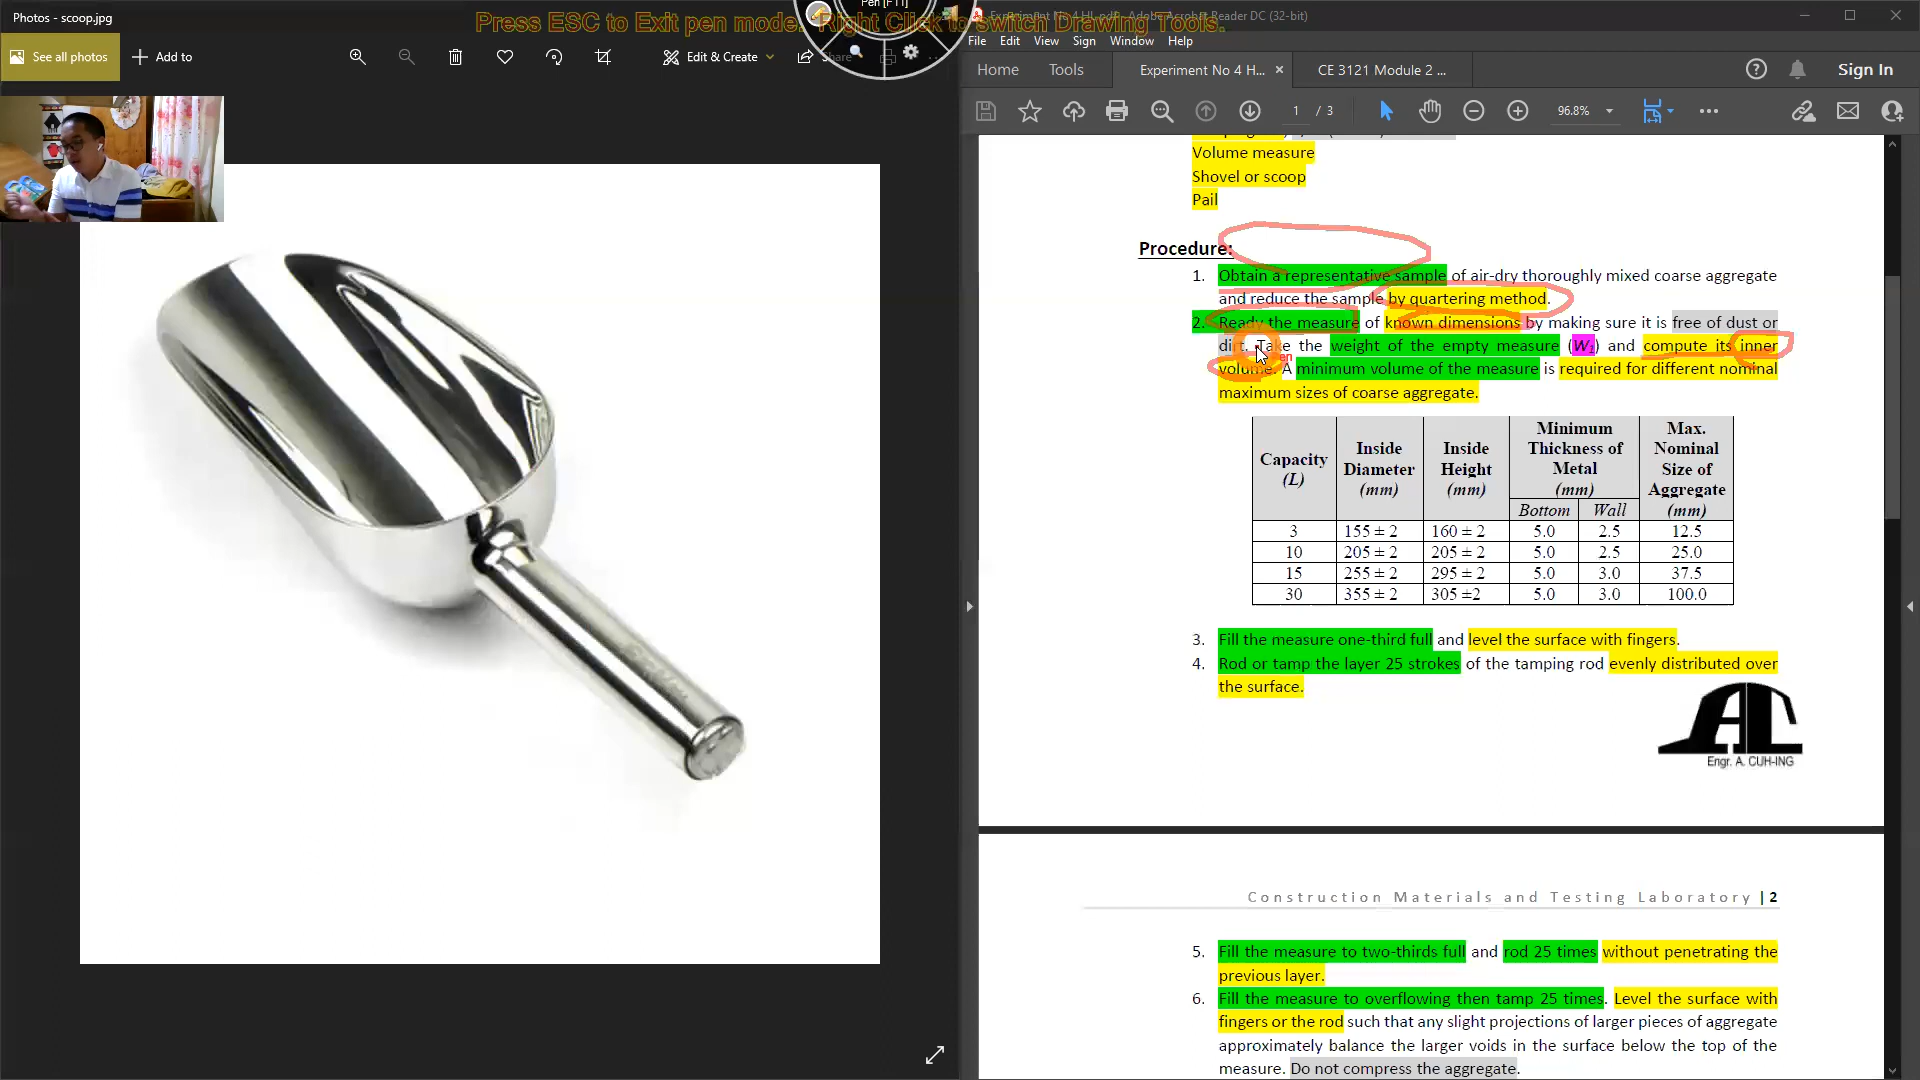 Photos - scoop.jpg
Press ESC to Exit pen mode. Right Click to switch Drawing Tools.
Pen [F11]
Experiment No 4 HL.pdf - Adobe Acrobat Reader DC (32-bit)
See all photos
Add to
Edit & Create
Share
File Edit View Sign Window Help
Home Tools Experiment No 4 H... × CE 3121 Module 2 ... Sign In
1 / 3 96.8%
Volume measure
Shovel or scoop
Pail
Procedure:
1. Obtain a representative sample of air-dry thoroughly mixed coarse aggregate
and reduce the sample by quartering method.
2. Ready the measure of known dimensions by making sure it is free of dust or
dirt. Take the weight of the empty measure (W₁) and compute its inner
volume. A minimum volume of the measure is required for different nominal
maximum sizes of coarse aggregate.
Capacity (L) Inside Diameter (mm) Inside Height (mm) Minimum Thickness of Metal (mm) Max. Nominal Size of Aggregate (mm)
Bottom Wall
3 155 ± 2 160 ± 2 5.0 2.5 12.5
10 205 ± 2 205 ± 2 5.0 2.5 25.0
15 255 ± 2 295 ± 2 5.0 3.0 37.5
30 355 ± 2 305 ±2 5.0 3.0 100.0
3. Fill the measure one-third full and level the surface with fingers.
4. Rod or tamp the layer 25 strokes of the tamping rod evenly distributed over
the surface.
Engr. A. CUH-ING
Construction Materials and Testing Laboratory | 2
5. Fill the measure to two-thirds full and rod 25 times without penetrating the
previous layer.
6. Fill the measure to overflowing then tamp 25 times. Level the surface with
fingers or the rod such that any slight projections of larger pieces of aggregate
approximately balance the larger voids in the surface below the top of the
measure. Do not compress the aggregate.